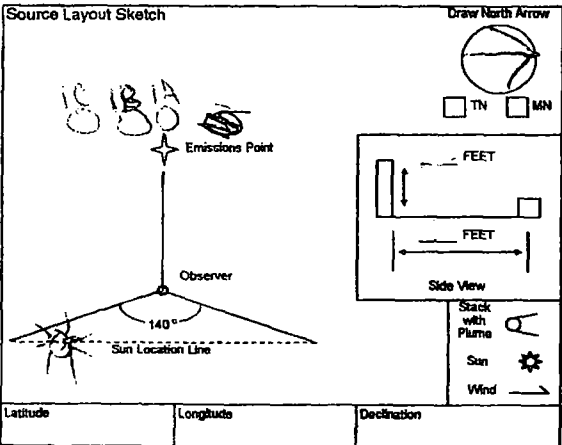 Source Layout Sketch
Draw North Arrow
TN
MN
1C 1B 1A
Emissions Point
FEET
FEET
Side View
Observer
140°
Sun Location Line
Stack
with
Plume
Sun
Wind
Latitude
Longitude
Declination